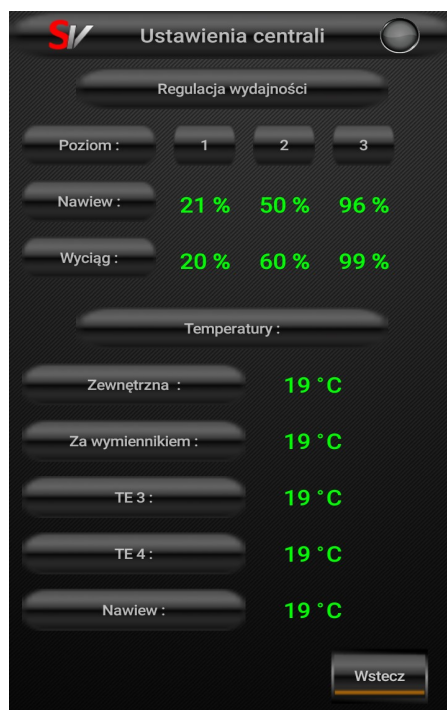 SV Ustawienia centrali
Regulacja wydajności
Poziom : 1 2 3
Nawiew : 21 % 50 % 96 %
Wyciąg : 20 % 60 % 99 %
Temperatury :
Zewnętrzna : 19 °C
Za wymiennikiem : 19 °C
TE 3 : 19 °C
TE 4 : 19 °C
Nawiew : 19 °C
Wstecz